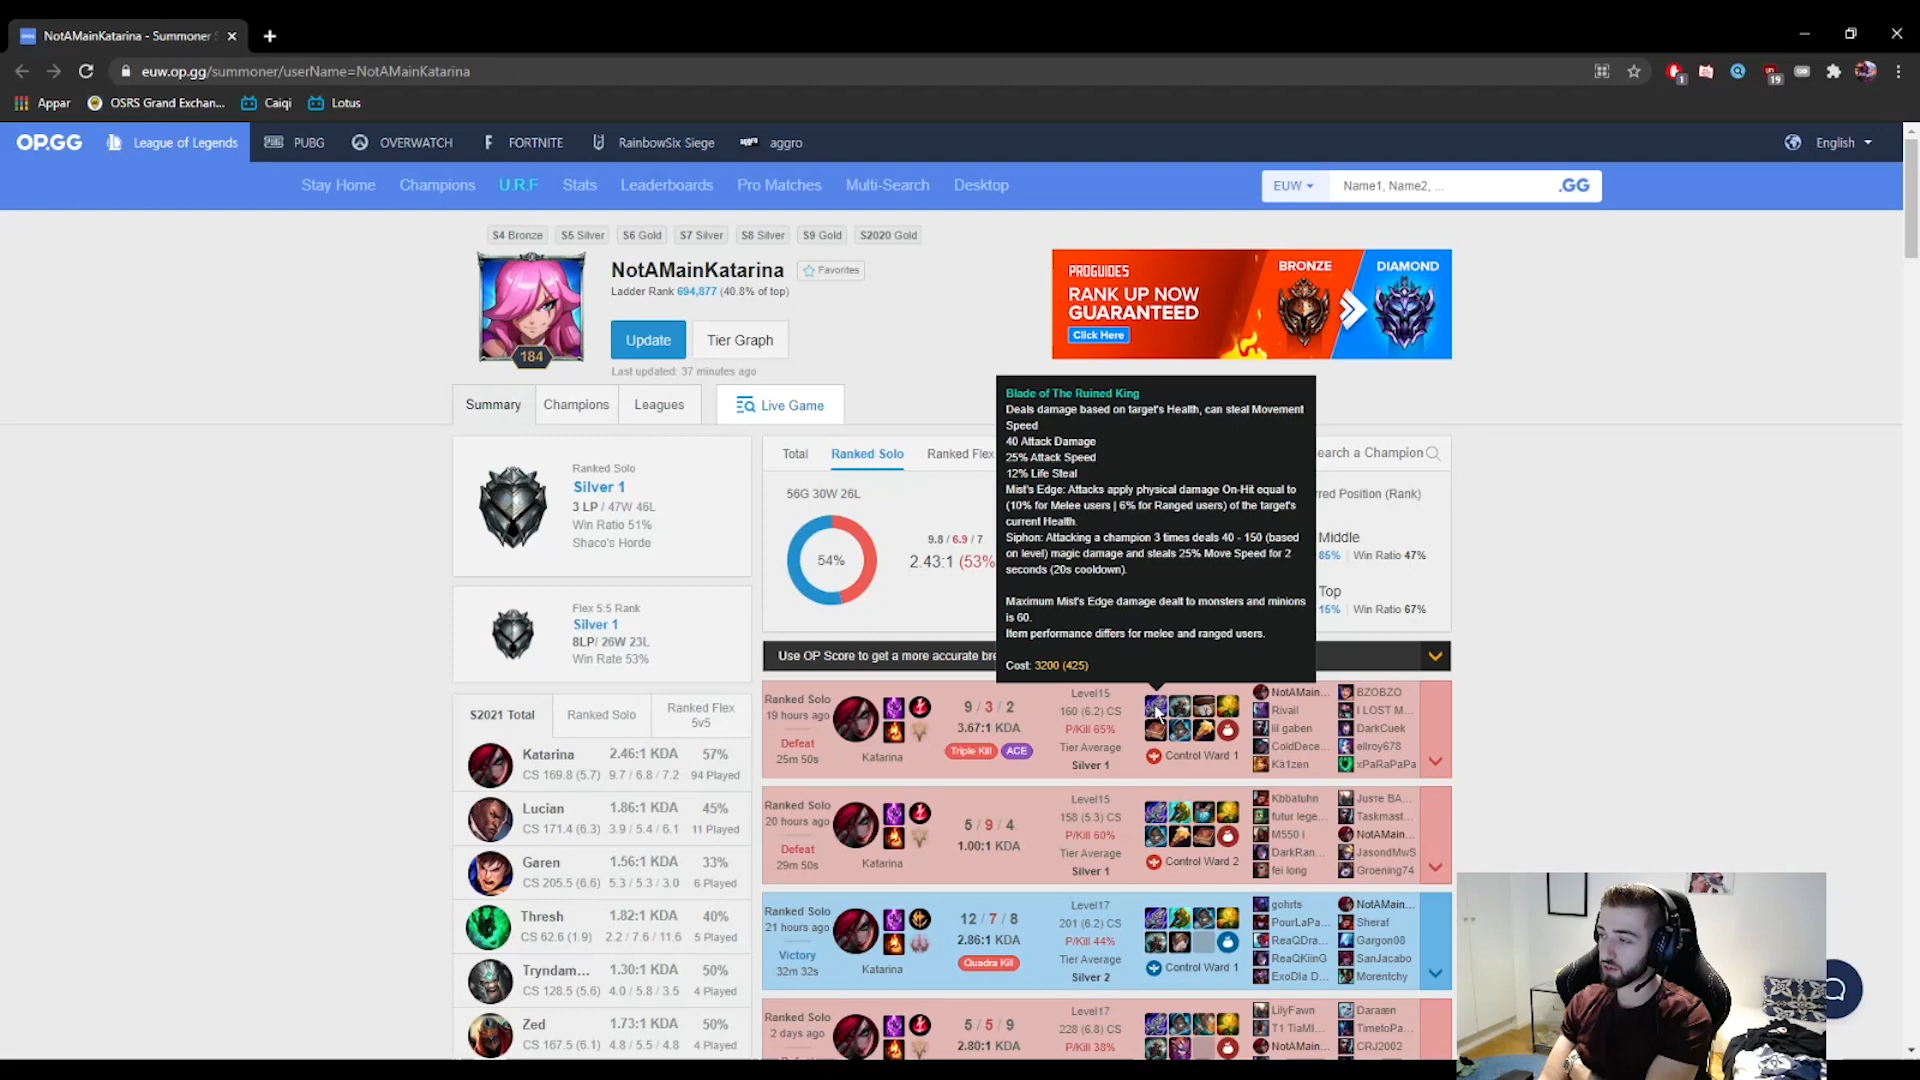 NotAMainKatarina - Summoner S
euw.op.gg/summoner/userName=NotAMainKatarina
1
19
Appar
OSRS Grand Exchan...
Caiqi
Lotus
OP.GG
League of Legends
PUBG
OVERWATCH
FORTNITE
RainbowSix Siege
aggro
English
Stay Home
Champions
U.R.F
Stats
Leaderboards
Pro Matches
Multi-Search
Desktop
EUW
Name1, Name2, ...
.GG
S4 Bronze
S5 Silver
S6 Gold
S7 Silver
S8 Silver
S9 Gold
S2020 Gold
184
NotAMainKatarina
Favorites
Ladder Rank 694,877 (40.8% of top)
Update
Tier Graph
Last updated: 37 minutes ago
PROGUIDES
RANK UP NOW
GUARANTEED
Click Here
BRONZE
DIAMOND
Summary
Champions
Leagues
Live Game
Ranked Solo
Silver 1
3 LP / 47W 46L
Win Ratio 51%
Shaco's Horde
Flex 5:5 Rank
Silver 1
8LP/ 26W 23L
Win Rate 53%
Total
Ranked Solo
Ranked Flex
earch a Champion
56G 30W 26L
54%
9.8 / 6.9 / 7
2.43:1 (53%
rred Position (Rank)
Middle
85% Win Ratio 47%
Top
15% Win Ratio 67%
Blade of The Ruined King
Deals damage based on target's Health, can steal Movement
Speed
40 Attack Damage
25% Attack Speed
12% Life Steal
Mist's Edge: Attacks apply physical damage On-Hit equal to
(10% for Melee users | 6% for Ranged users) of the target's
current Health.
Siphon: Attacking a champion 3 times deals 40 - 150 (based
on level) magic damage and steals 25% Move Speed for 2
seconds (20s cooldown).
Maximum Mist's Edge damage dealt to monsters and minions
is 60.
Item performance differs for melee and ranged users.
Cost: 3200 (425)
Use OP Score to get a more accurate bre
S2021 Total
Ranked Solo
Ranked Flex
5v5
Katarina 2.46:1 KDA 57%
CS 169.8 (5.7) 9.7 / 6.8 / 7.2 94 Played
Lucian 1.86:1 KDA 45%
CS 171.4 (6.3) 3.9 / 5.4 / 6.1 11 Played
Garen 1.56:1 KDA 33%
CS 205.5 (6.6) 5.3 / 5.3 / 3.0 6 Played
Thresh 1.82:1 KDA 40%
CS 62.6 (1.9) 2.2 / 7.6 / 11.6 5 Played
Tryndam... 1.30:1 KDA 50%
CS 128.5 (5.6) 4.0 / 5.8 / 3.5 4 Played
Zed 1.73:1 KDA 50%
CS 167.5 (6.1) 4.8 / 5.5 / 4.8 4 Played
Ranked Solo
19 hours ago
Defeat
25m 50s
Katarina
9 / 3 / 2
3.67:1 KDA
Triple Kill
ACE
Level15
160 (6.2) CS
P/Kill 65%
Tier Average
Silver 1
Control Ward 1
NotAMain... BZOBZO
Rivail I LOST M...
lil gaben DarkCuek
ColdDece... ellroy678
Ka1zen xPaRaPaPa
Ranked Solo
20 hours ago
Defeat
29m 50s
Katarina
5 / 9 / 4
1.00:1 KDA
Level15
158 (5.3) CS
P/Kill 60%
Tier Average
Silver 1
Control Ward 2
Kbbatuhn Juste BA...
futur lege... Taskmast...
M550 i NotAMain...
DarkRan... JasondMwS
fei long Groening74
Ranked Solo
21 hours ago
Victory
32m 32s
Katarina
12 / 7 / 8
2.86:1 KDA
Quadra Kill
Level17
201 (6.2) CS
P/Kill 44%
Tier Average
Silver 2
Control Ward 1
gohrts NotAMain...
PourLaPa... Sheraf
ReaQDra... Gargon08
ReaQKiinG SanJacabo
ExoDia D... Morentchy
Ranked Solo
2 days ago
5 / 5 / 9
2.80:1 KDA
Level17
228 (6.8) CS
P/Kill 38%
LilyFawn Daraæn
T1 TiaMI... TimetoPa...
NotAMain... CRJ2002